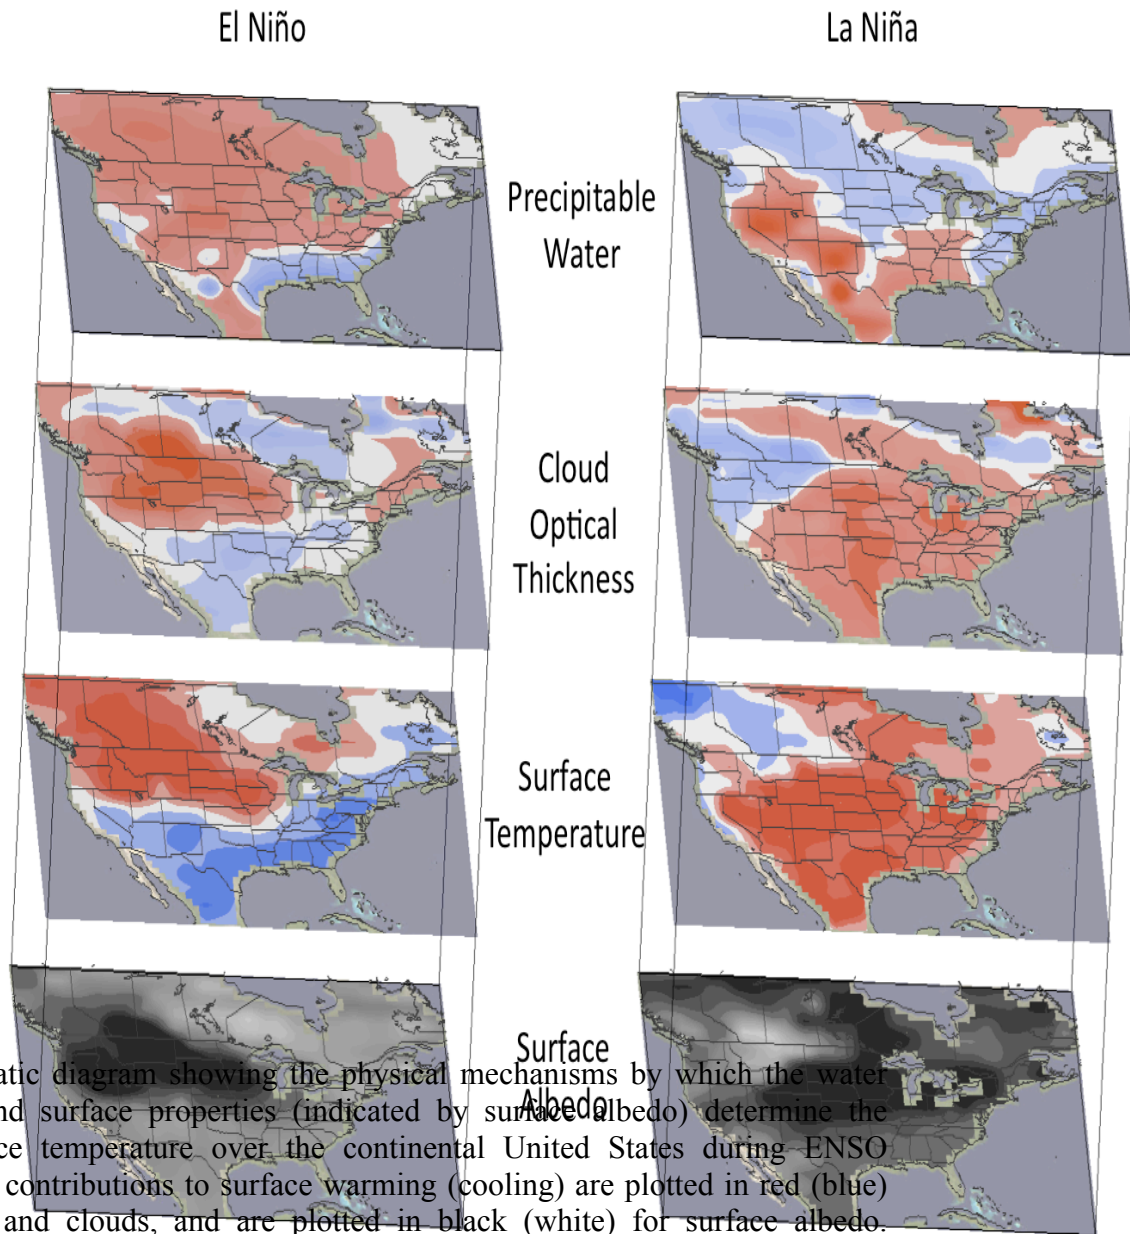 El Niño
La Niña
Precipitable
Water
Cloud
Optical
Thickness
Surface
Temperature
Surface
Albedo
atic diagram showing the physical mechanisms by which the water
nd surface properties (indicated by surface albedo) determine the
ce temperature over the continental United States during ENSO
contributions to surface warming (cooling) are plotted in red (blue)
and clouds, and are plotted in black (white) for surface albedo.